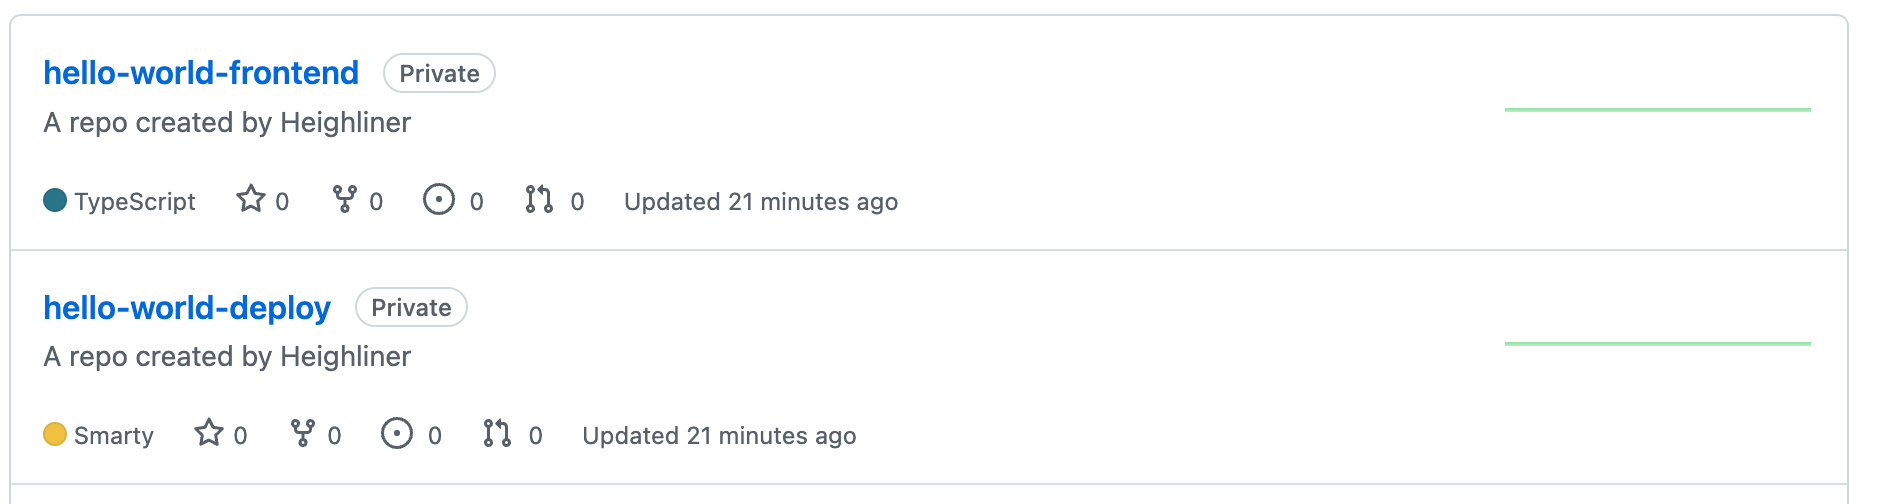 hello-world-frontend Private
A repo created by Heighliner
TypeScript 0 0 0 0 Updated 21 minutes ago
hello-world-deploy Private
A repo created by Heighliner
Smarty 0 0 0 0 Updated 21 minutes ago